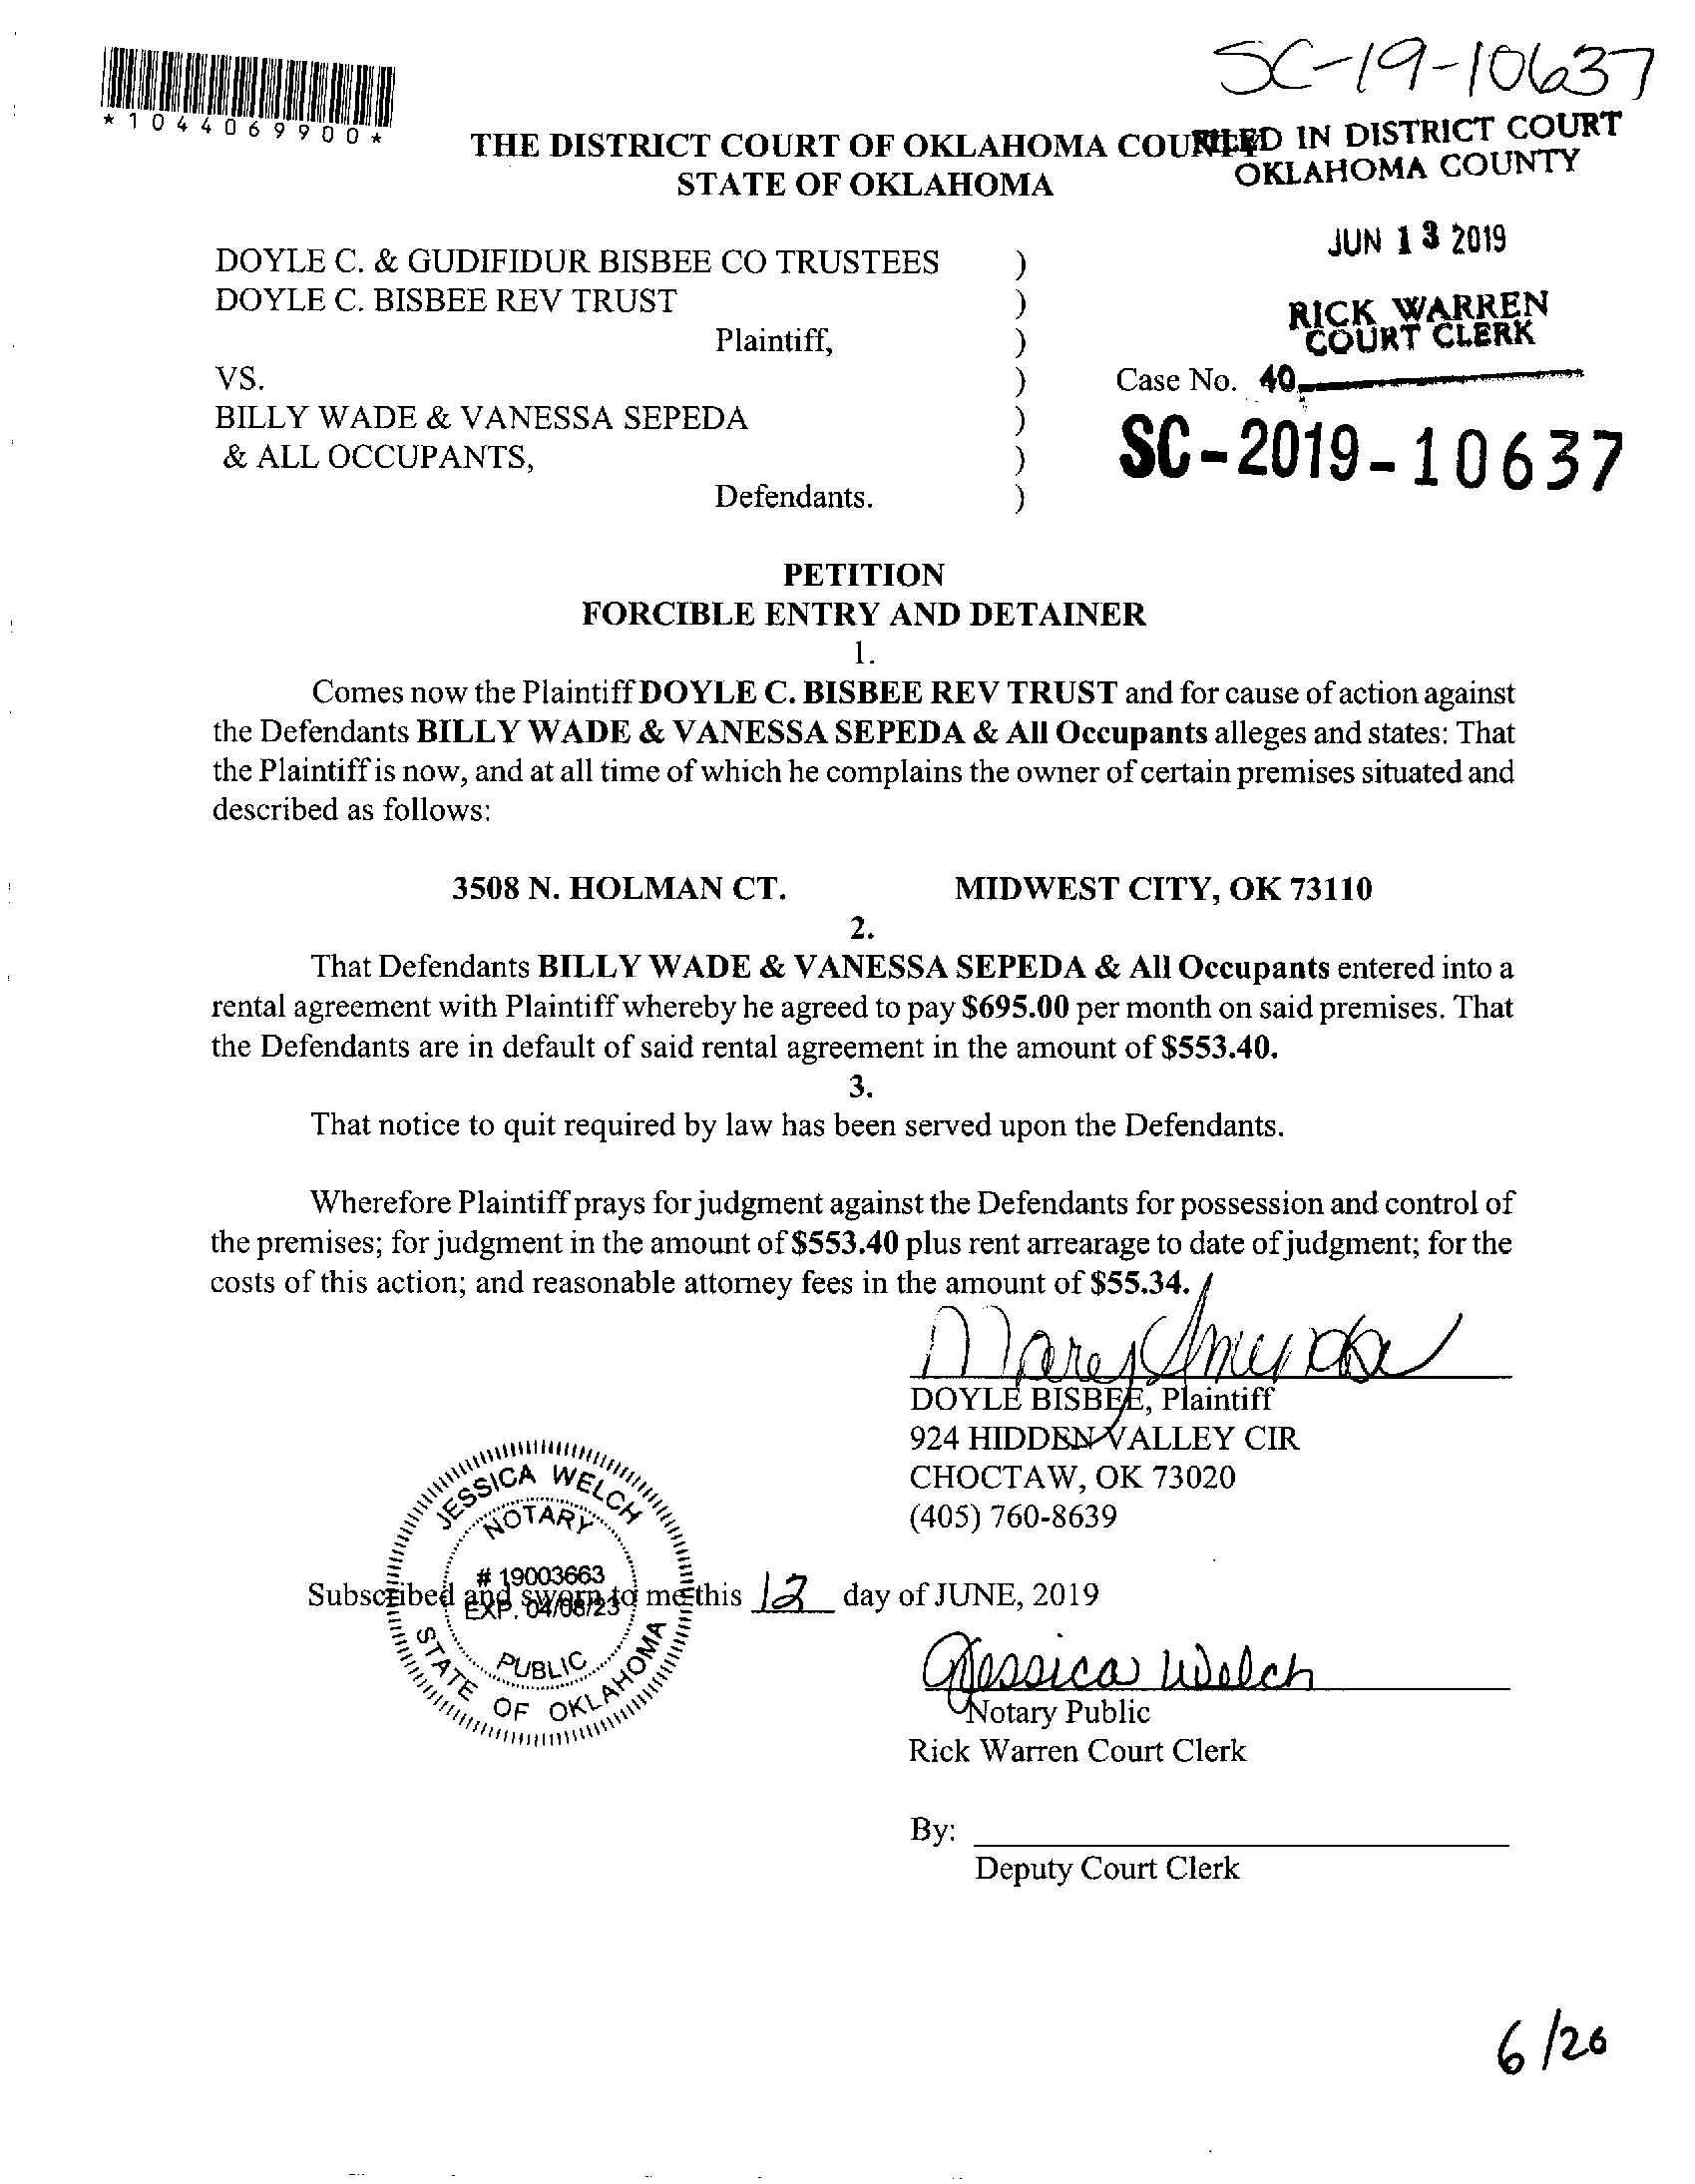 SC-19-10637
*1044069900*
THE DISTRICT COURT OF OKLAHOMA COUNTY
STATE OF OKLAHOMA
FILED IN DISTRICT COURT
OKLAHOMA COUNTY
JUN 13 2019
RICK WARREN
COURT CLERK
DOYLE C. & GUDIFIDUR BISBEE CO TRUSTEES )
DOYLE C. BISBEE REV TRUST )
Plaintiff, )
VS. ) Case No. 40
BILLY WADE & VANESSA SEPEDA )
& ALL OCCUPANTS, )
Defendants. )
SC-2019-10637
PETITION
FORCIBLE ENTRY AND DETAINER
1.
Comes now the Plaintiff DOYLE C. BISBEE REV TRUST and for cause of action against
the Defendants BILLY WADE & VANESSA SEPEDA & All Occupants alleges and states: That
the Plaintiff is now, and at all time of which he complains the owner of certain premises situated and
described as follows:
3508 N. HOLMAN CT. MIDWEST CITY, OK 73110
2.
That Defendants BILLY WADE & VANESSA SEPEDA & All Occupants entered into a
rental agreement with Plaintiff whereby he agreed to pay $695.00 per month on said premises. That
the Defendants are in default of said rental agreement in the amount of $553.40.
3.
That notice to quit required by law has been served upon the Defendants.
Wherefore Plaintiff prays for judgment against the Defendants for possession and control of
the premises; for judgment in the amount of $553.40 plus rent arrearage to date of judgment; for the
costs of this action; and reasonable attorney fees in the amount of $55.34.
Mary
DOYLE BISBEE, Plaintiff
924 HIDDEN VALLEY CIR
CHOCTAW, OK 73020
(405) 760-8639
JESSICA WELCH
NOTARY
# 19003663
EXP. 04/08/23
PUBLIC
STATE OF OKLAHOMA
Subscribed and sworn to me this 12 day of JUNE, 2019
Jessica Welch
Notary Public
Rick Warren Court Clerk
By:
Deputy Court Clerk
6/26